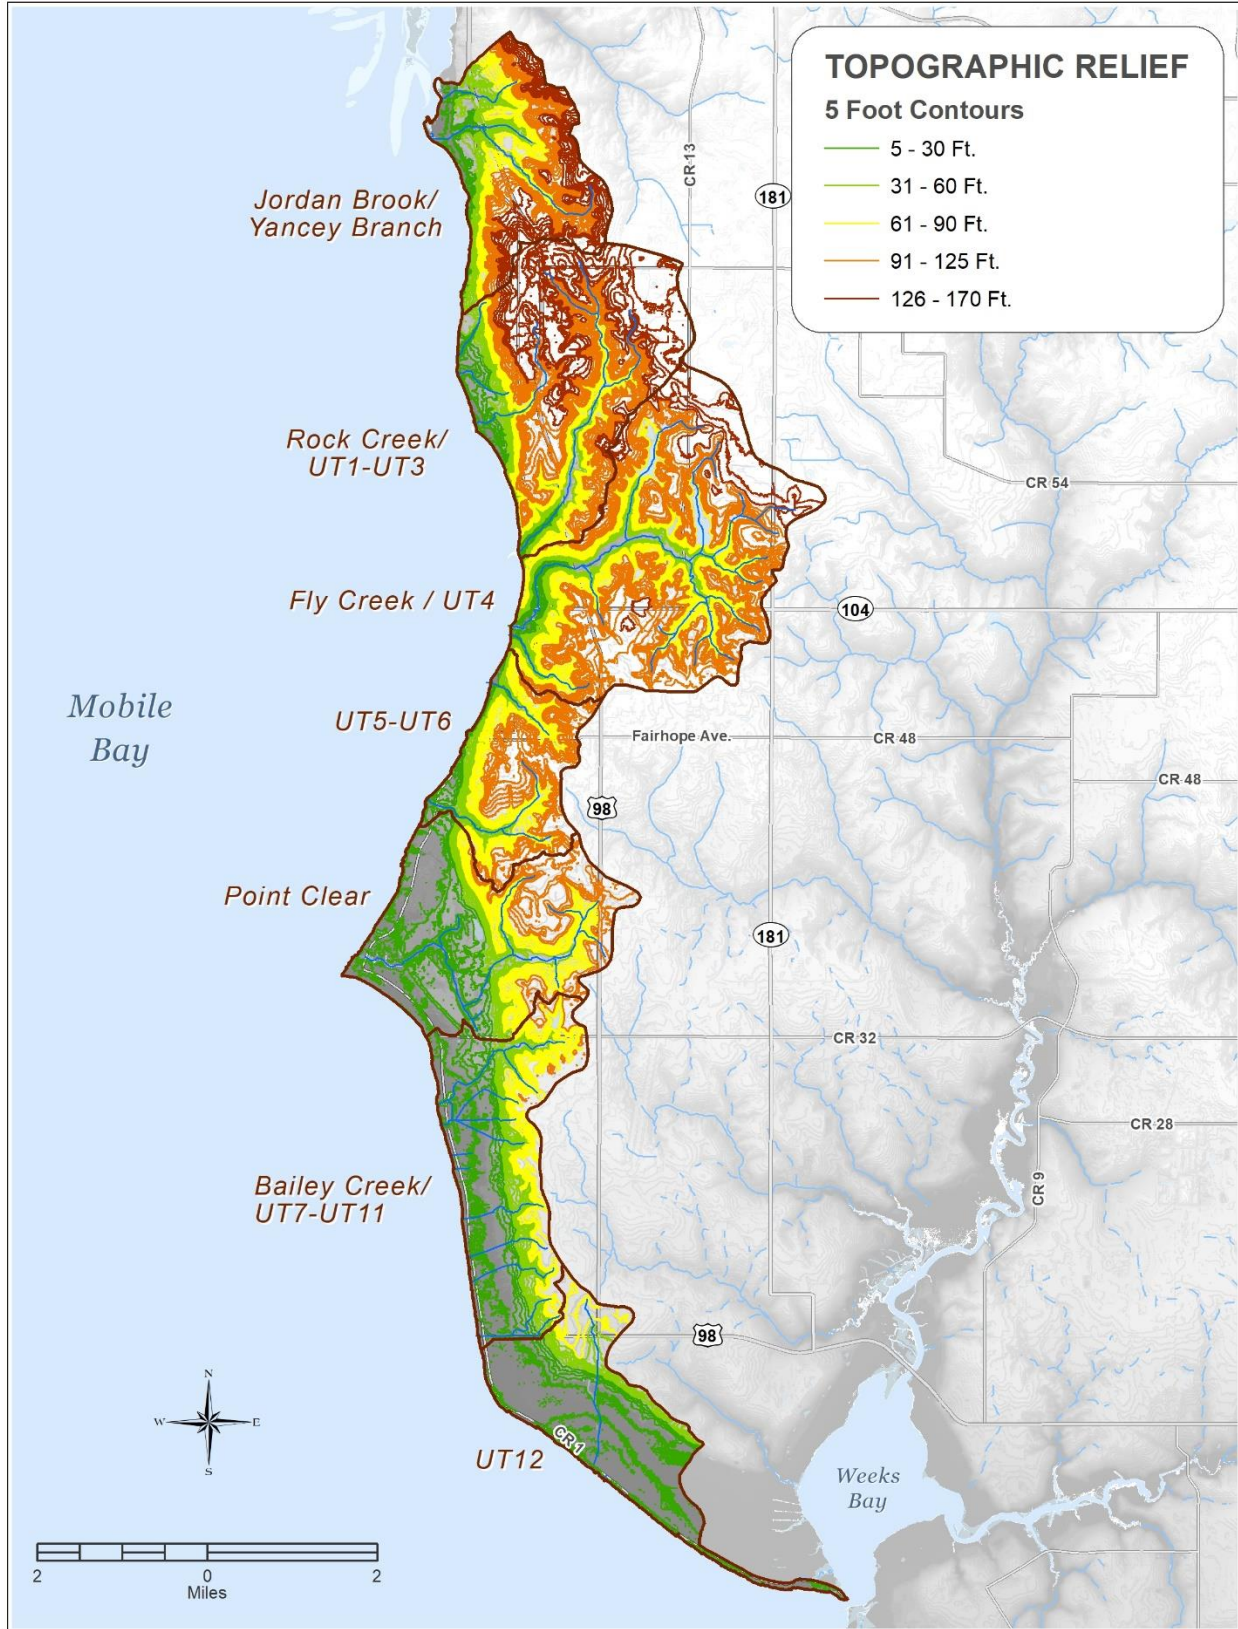 TOPOGRAPHIC RELIEF
5 Foot Contours
5 - 30 Ft.
31 - 60 Ft.
61 - 90 Ft.
91 - 125 Ft.
126 - 170 Ft.
CR 13
181
Jordan Brook/
Yancey Branch
Rock Creek/
UT1-UT3
CR 54
Fly Creek / UT4
104
Mobile
Bay
UT5-UT6
Fairhope Ave.
CR 48
CR 48
98
Point Clear
181
CR 32
CR 28
CR 9
Bailey Creek/
UT7-UT11
98
N
W
E
S
CR 1
UT12
Weeks
Bay
2
0
2
Miles